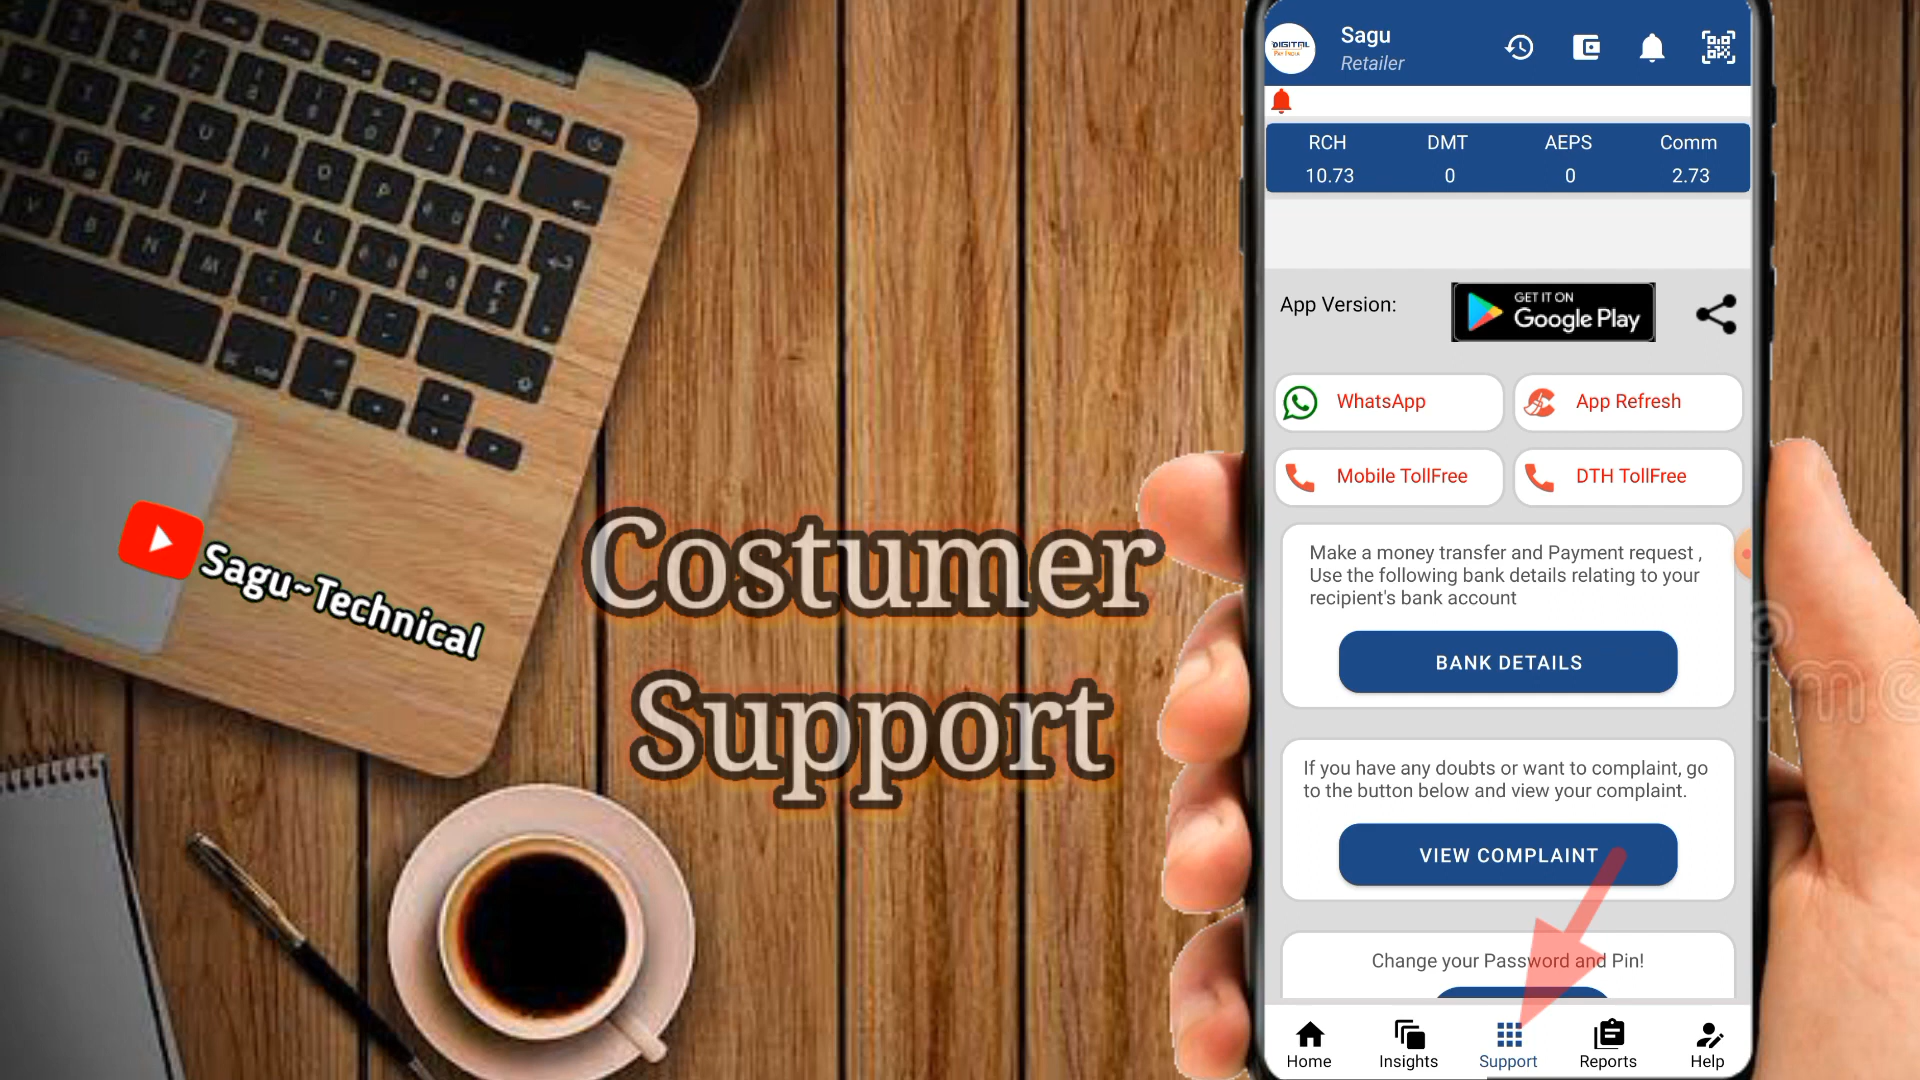 Sagu~Technical
Costumer
Support
DIGITAL
PAY INDIA
Sagu
Retailer
RCH DMT AEPS Comm
10.73 0 0 2.73
App Version:
GET IT ON
Google Play
WhatsApp
App Refresh
Mobile TollFree
DTH TollFree
Make a money transfer and Payment request ,
Use the following bank details relating to your
recipient's bank account
BANK DETAILS
If you have any doubts or want to complaint, go
to the button below and view your complaint.
VIEW COMPLAINT
Change your Password and Pin!
Home Insights Support Reports Help